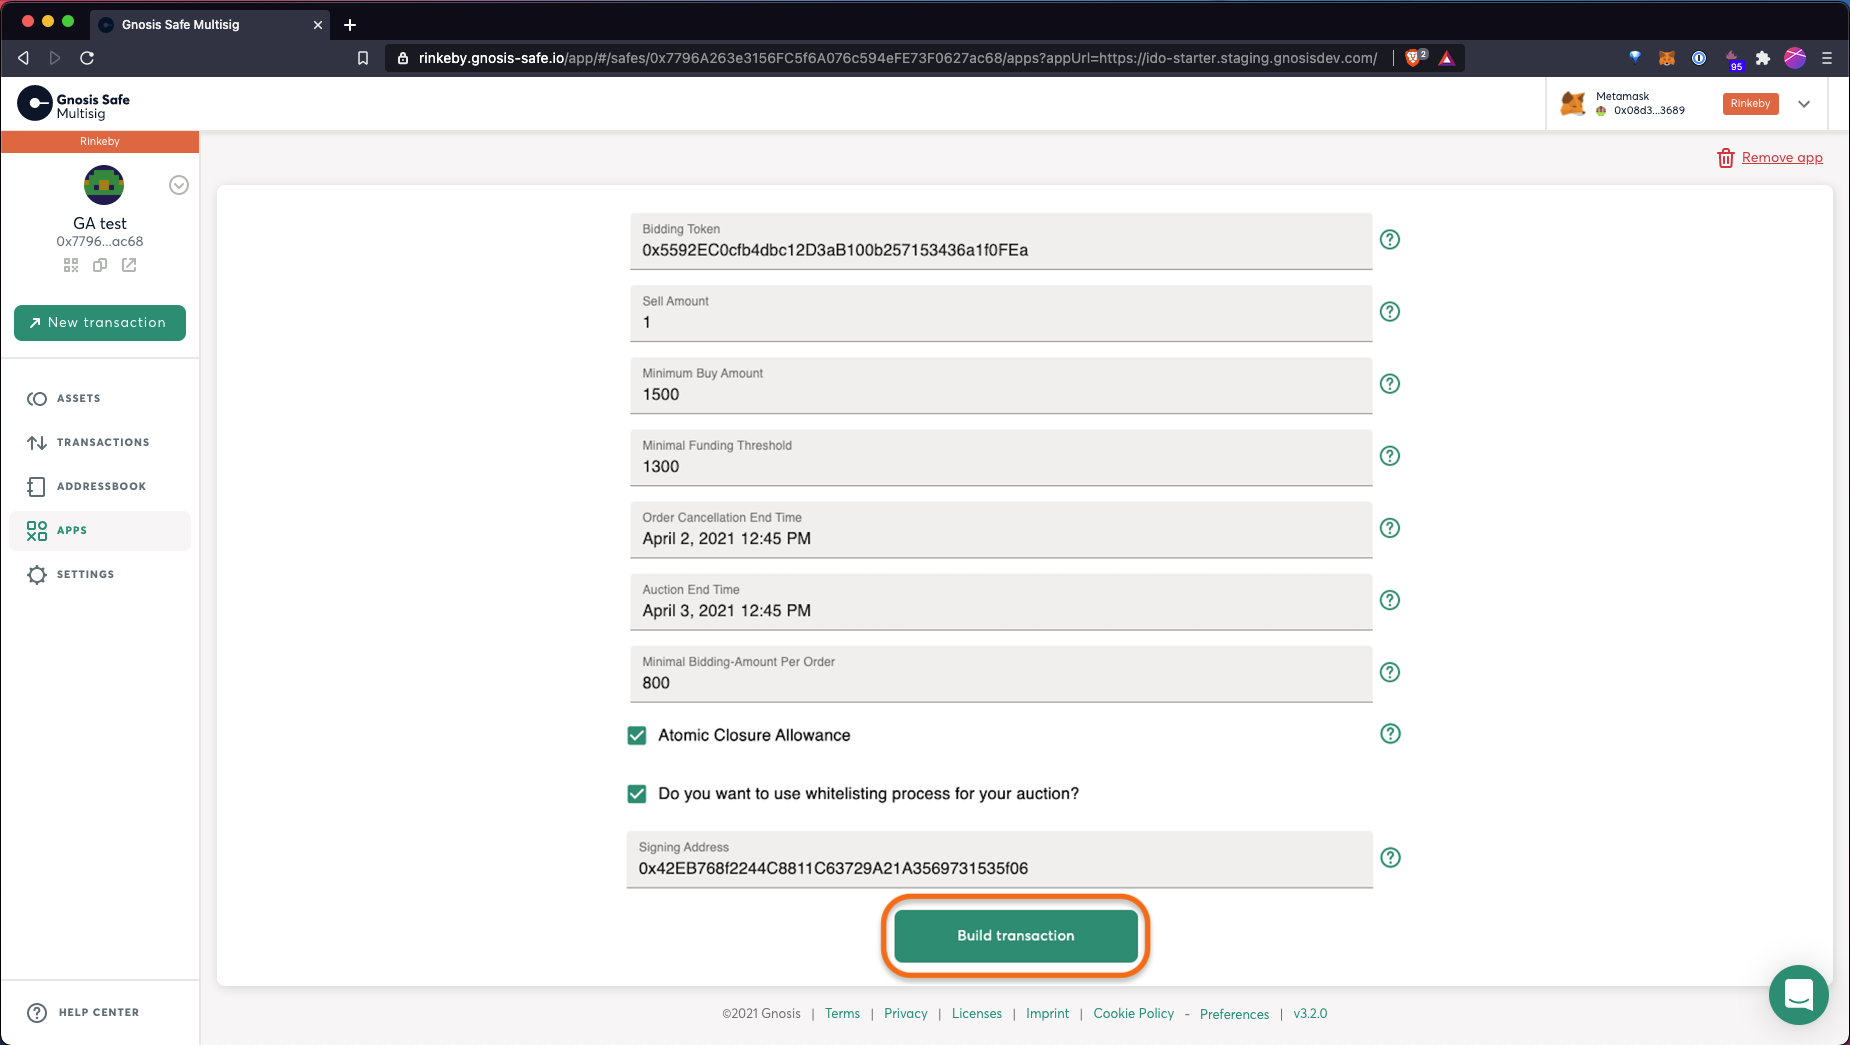 Gnosis Safe Multisig
rinkeby.gnosis-safe.io/app/#/safes/0x7796A263e3156FC5f6A076c594eFE73F0627ac68/apps?appUrl=https://ido-starter.staging.gnosisdev.com/
2
95
Gnosis Safe
Multisig
Metamask
0x08d3...3689
Rinkeby
Rinkeby
Remove app
GA test
0x7796...ac68
New transaction
ASSETS
TRANSACTIONS
ADDRESSBOOK
APPS
SETTINGS
HELP CENTER
Bidding Token
0x5592EC0cfb4dbc12D3aB100b257153436a1f0FEa
Sell Amount
1
Minimum Buy Amount
1500
Minimal Funding Threshold
1300
Order Cancellation End Time
April 2, 2021 12:45 PM
Auction End Time
April 3, 2021 12:45 PM
Minimal Bidding-Amount Per Order
800
Atomic Closure Allowance
Do you want to use whitelisting process for your auction?
Signing Address
0x42EB768f2244C8811C63729A21A3569731535f06
Build transaction
©2021 Gnosis | Terms | Privacy | Licenses | Imprint | Cookie Policy - Preferences | v3.2.0